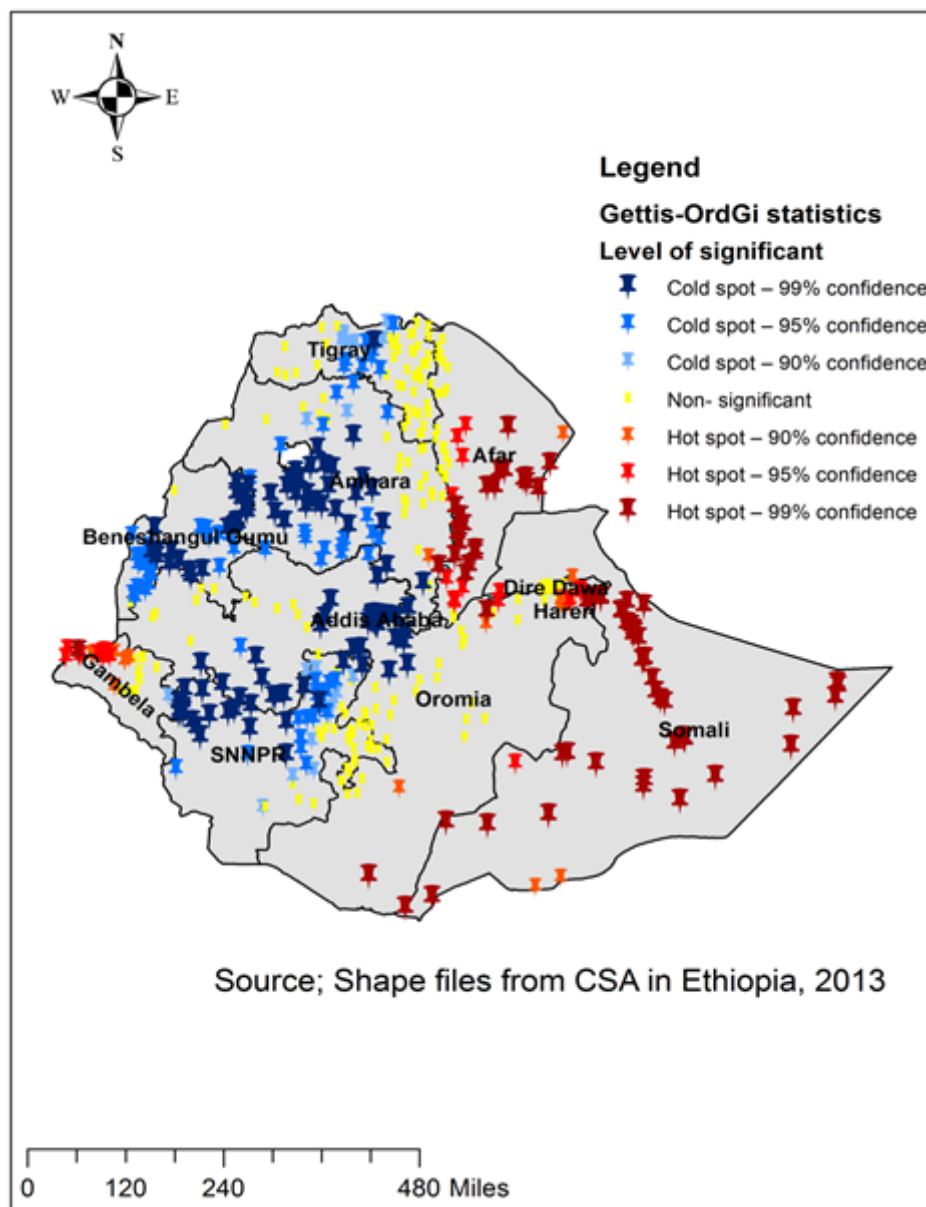 N
W E
S
Legend
Gettis-OrdGi statistics
Level of significant
Cold spot – 99% confidence
Cold spot – 95% confidence
Cold spot – 90% confidence
Non- significant
Hot spot – 90% confidence
Hot spot – 95% confidence
Hot spot – 99% confidence
Tigray
Afar
Amhara
Beneshangul Gumu
Dire Dawa
Hareri
Addis Ababa
Gambela
Oromia
Somali
SNNPR
Source; Shape files from CSA in Ethiopia, 2013
0 120 240 480 Miles